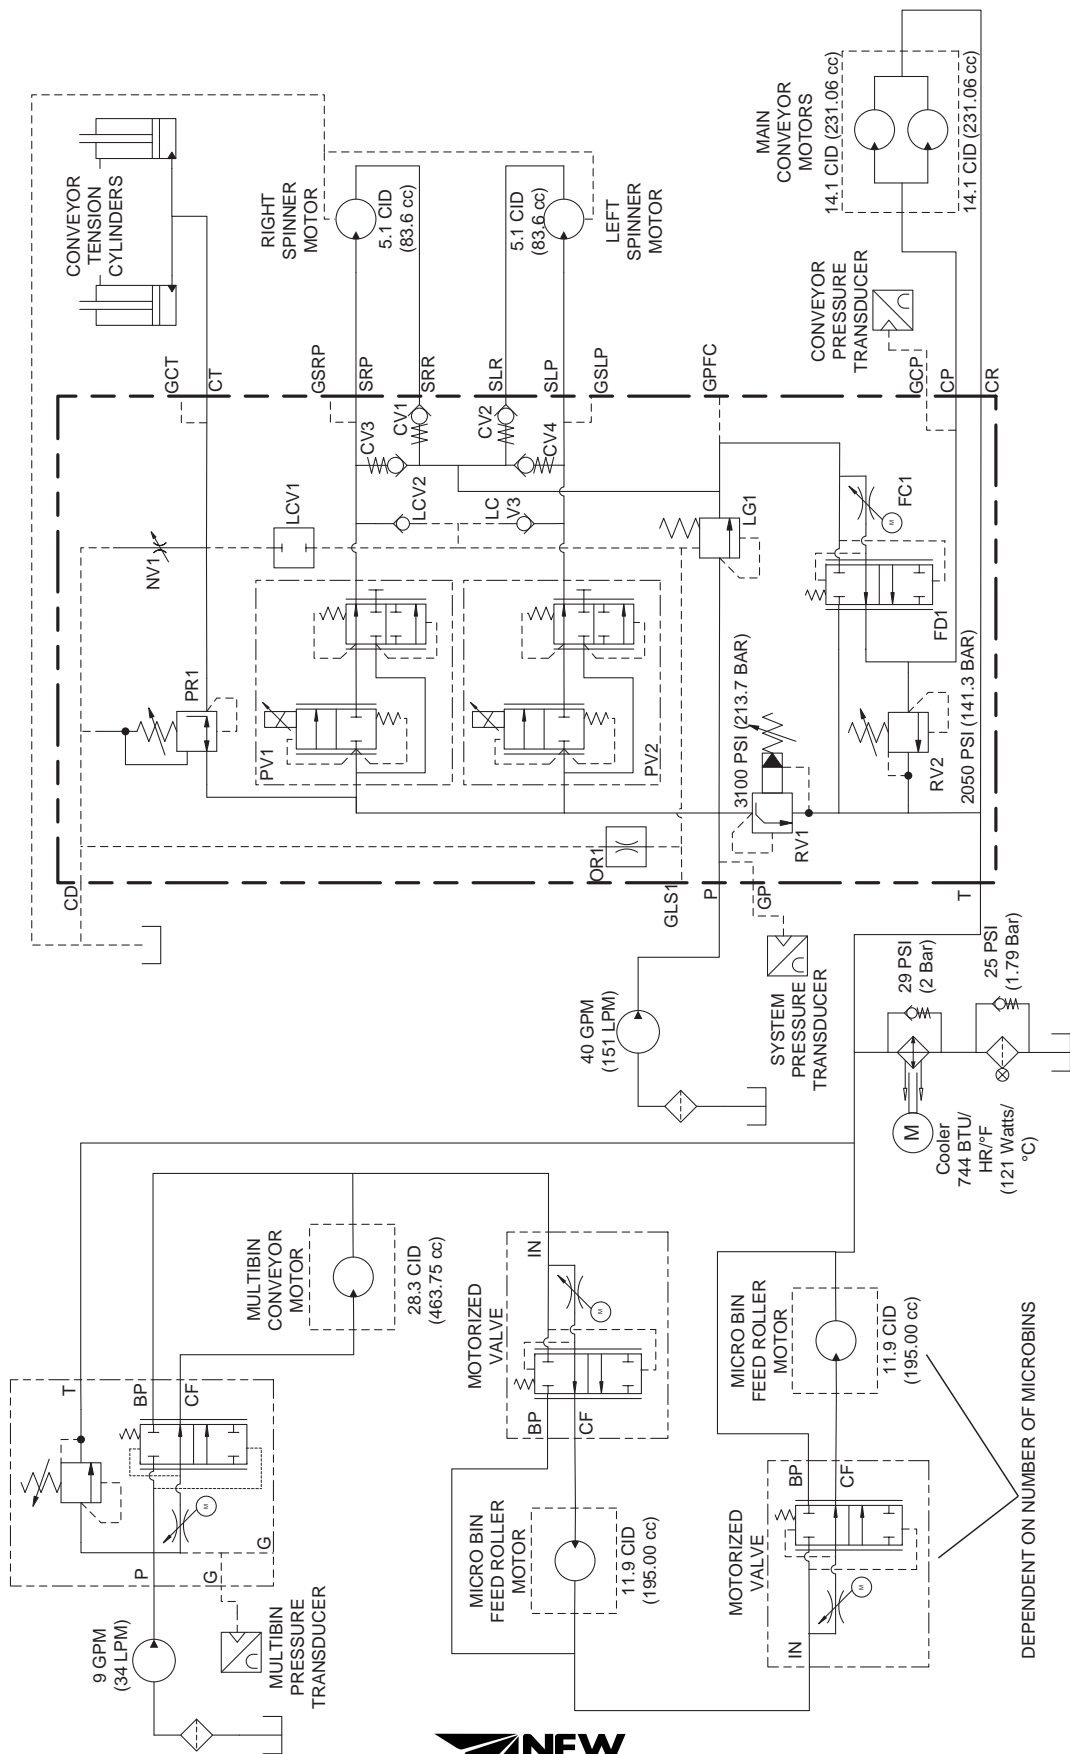 CONVEYOR
TENSION
CYLINDERS
RIGHT
SPINNER
MOTOR
5.1 CID
(83.6 cc)
5.1 CID
(83.6 cc)
LEFT
SPINNER
MOTOR
MAIN
CONVEYOR
MOTORS
14.1 CID (231.06 cc)
14.1 CID (231.06 cc)
CONVEYOR
PRESSURE
TRANSDUCER
GCT
CT
GSRP
SRP
SRR
SLR
SLP
GSLP
GPFC
GCP
CP
CR
CV3
CV1
CV2
CV4
LCV2
LC
V3
LCV1
NV1
LG1
FC1
M
FD1
PR1
PV1
PV2
3100 PSI (213.7 BAR)
RV1
RV2
2050 PSI (141.3 BAR)
OR1
CD
GLS1
P
GP
T
40 GPM
(151 LPM)
SYSTEM
PRESSURE
TRANSDUCER
29 PSI
(2 Bar)
25 PSI
(1.79 Bar)
M
Cooler
744 BTU/
HR/°F
(121 Watts/
°C)
MULTIBIN
CONVEYOR
MOTOR
28.3 CID
(463.75 cc)
T
BP
CF
M
G
P
G
9 GPM
(34 LPM)
MULTIBIN
PRESSURE
TRANSDUCER
MOTORIZED
VALVE
IN
M
BP
CF
MICRO BIN
FEED ROLLER
MOTOR
11.9 CID
(195.00 cc)
MICRO BIN
FEED ROLLER
MOTOR
11.9 CID
(195.00 cc)
MOTORIZED
VALVE
BP
CF
M
IN
DEPENDENT ON NUMBER OF MICROBINS
NEW